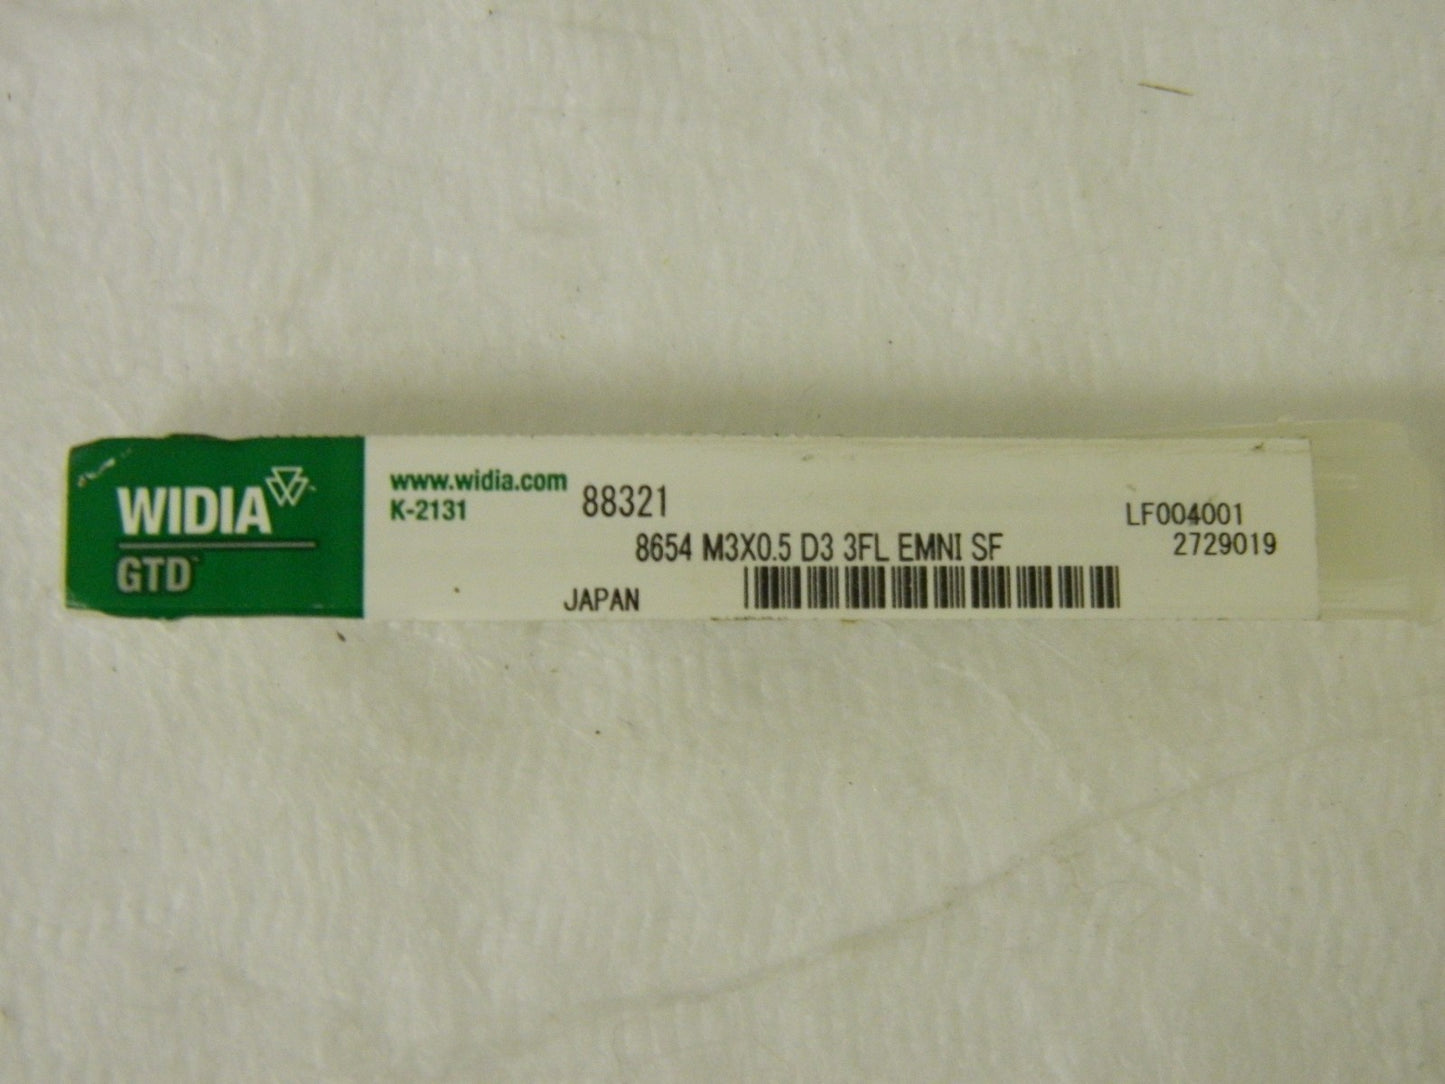 WIDIA
GTD
www.widia.com
K-2131
88321
8654 M3X0.5 D3 3FL EMNI SF
JAPAN
LF004001
2729019